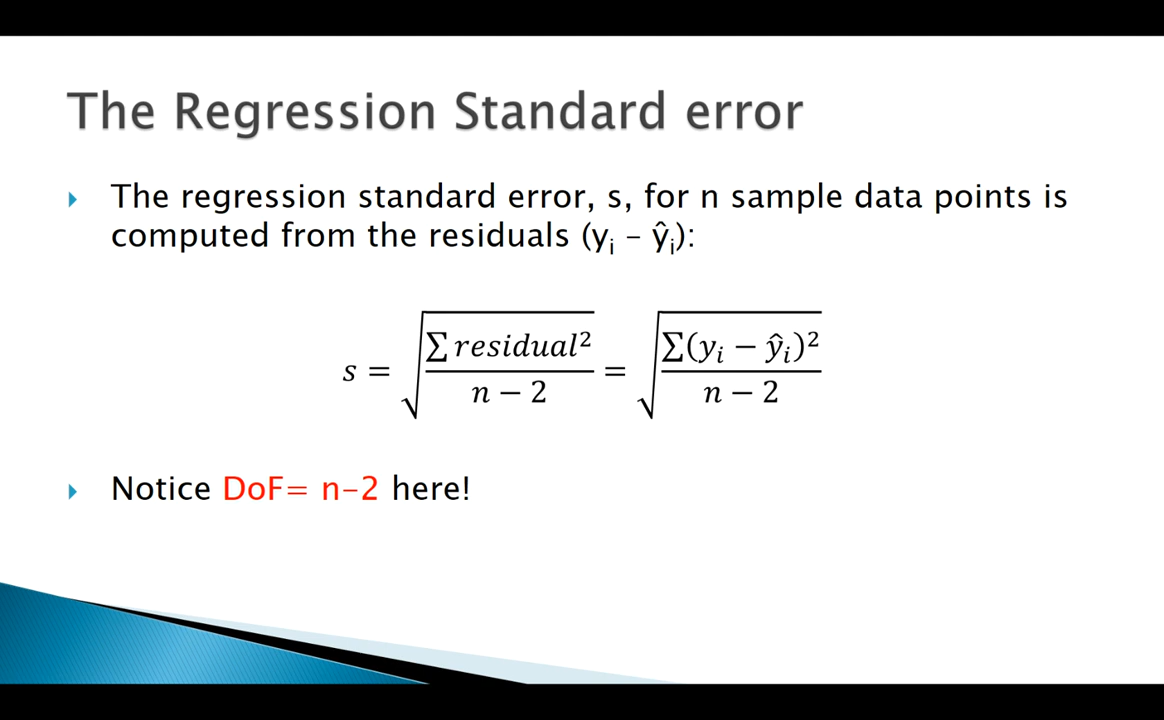 The Regression Standard error
The regression standard error, s, for n sample data points is
computed from the residuals (yᵢ – ŷᵢ):
s = √(∑ residual² / (n − 2)) = √(∑(yᵢ − ŷᵢ)² / (n − 2))
Notice DoF= n-2 here!